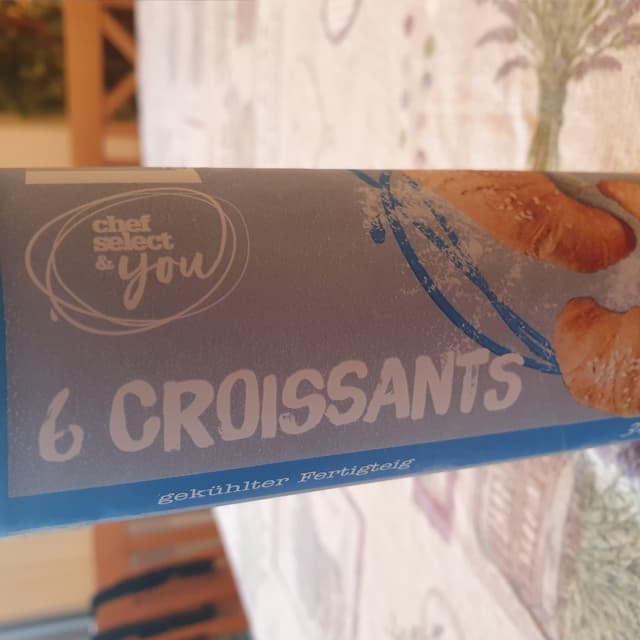 chef
select
& you
6 CROISSANTS
gekühlter Fertigteig